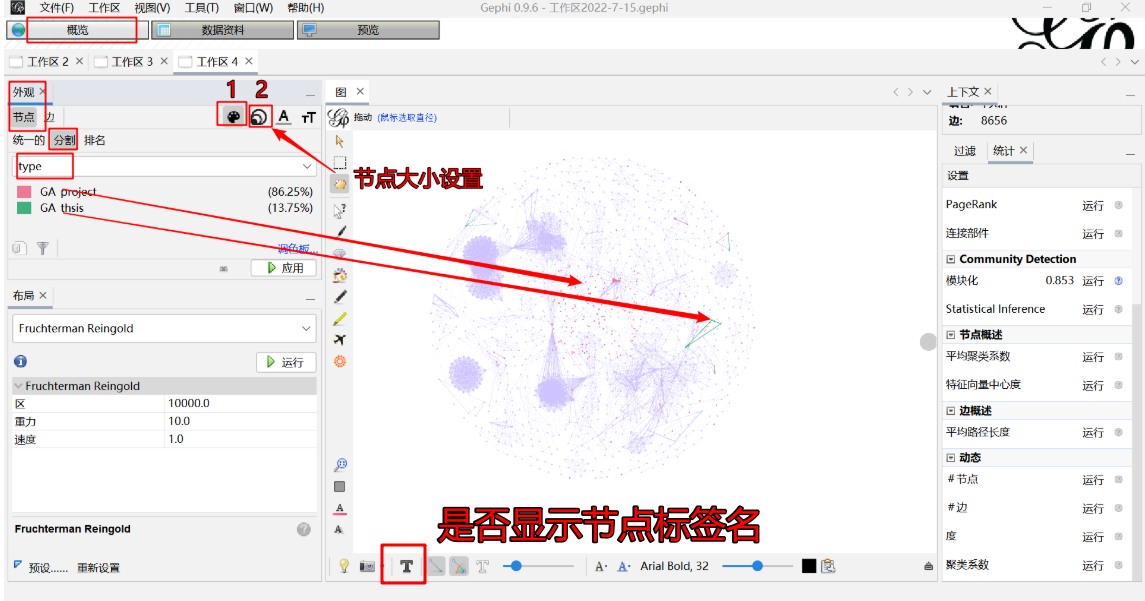 文件(F) 工作区 视图(V) 工具(T) 窗口(W) 帮助(H) Gephi 0.9.6 - 工作区2022-7-15.gephi
概览 数据资料 预览
工作区 2 × 工作区 3 × 工作区 4 ×
外观 ×
1 2
节点 边
统一的 分割 排名
type
GA project (86.25%)
GA thsis (13.75%)
调色板...
应用
布局 ×
Fruchterman Reingold
运行
Fruchterman Reingold
区 10000.0
重力 10.0
速度 1.0
Fruchterman Reingold
预设...... 重新设置
图 ×
拖动 (鼠标选取直径)
节点大小设置
是否显示节点标签名
Arial Bold, 32
上下文 ×
边: 8656
过滤 统计 ×
设置
PageRank 运行
连接部件 运行
Community Detection
模块化 0.853 运行
Statistical Inference 运行
节点概述
平均聚类系数 运行
特征向量中心度 运行
边概述
平均路径长度 运行
动态
#节点 运行
#边 运行
度 运行
聚类系数 运行